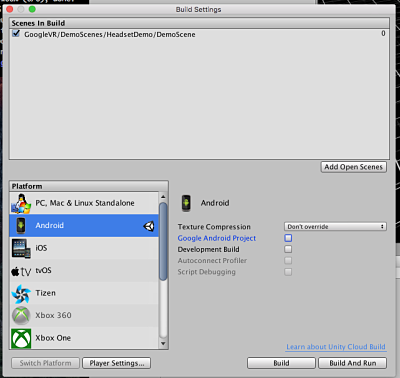 Build Settings
Scenes In Build
GoogleVR/DemoScenes/HeadsetDemo/DemoScene 0
Add Open Scenes
Platform
PC, Mac & Linux Standalone
Android
iOS
tv tvOS
Tizen
Xbox 360
Xbox One
Android
Texture Compression Don't override
Google Android Project
Development Build
Autoconnect Profiler
Script Debugging
Learn about Unity Cloud Build
Switch Platform Player Settings... Build Build And Run